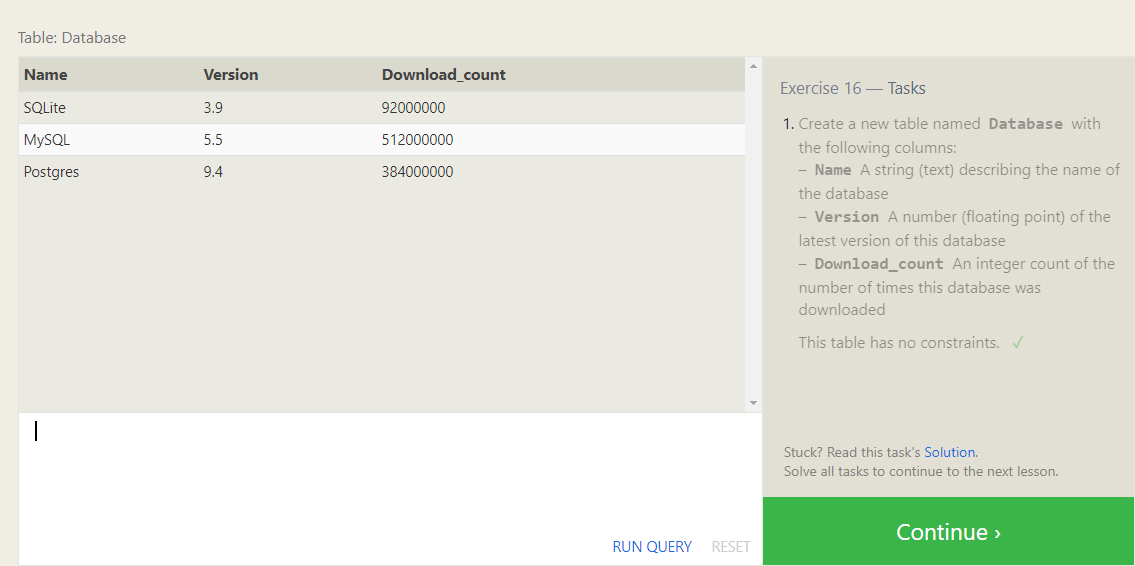 Table: Database
Name Version Download_count
SQLite 3.9 92000000
MySQL 5.5 512000000
Postgres 9.4 384000000
RUN QUERY RESET
Exercise 16 — Tasks
1. Create a new table named Database with
the following columns:
– Name A string (text) describing the name of
the database
– Version A number (floating point) of the
latest version of this database
– Download_count An integer count of the
number of times this database was
downloaded
This table has no constraints. ✓
Stuck? Read this task's Solution.
Solve all tasks to continue to the next lesson.
Continue ›